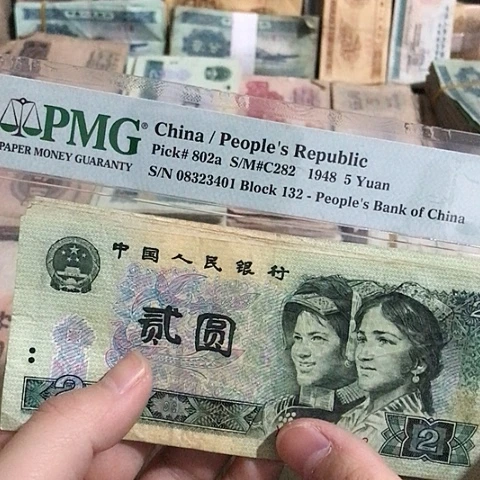 PMG®
PAPER MONEY GUARANTY
China / People's Republic
Pick# 802a S/M#C282 1948 5 Yuan
S/N 08323401 Block 132 - People's Bank of China
中国人民银行
贰圆
2